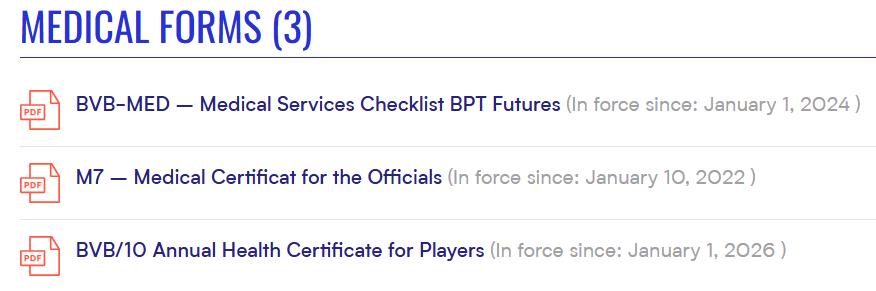 MEDICAL FORMS (3)
PDF
BVB-MED — Medical Services Checklist BPT Futures (In force since: January 1, 2024 )
PDF
M7 — Medical Certificat for the Officials (In force since: January 10, 2022 )
PDF
BVB/10 Annual Health Certificate for Players (In force since: January 1, 2026 )